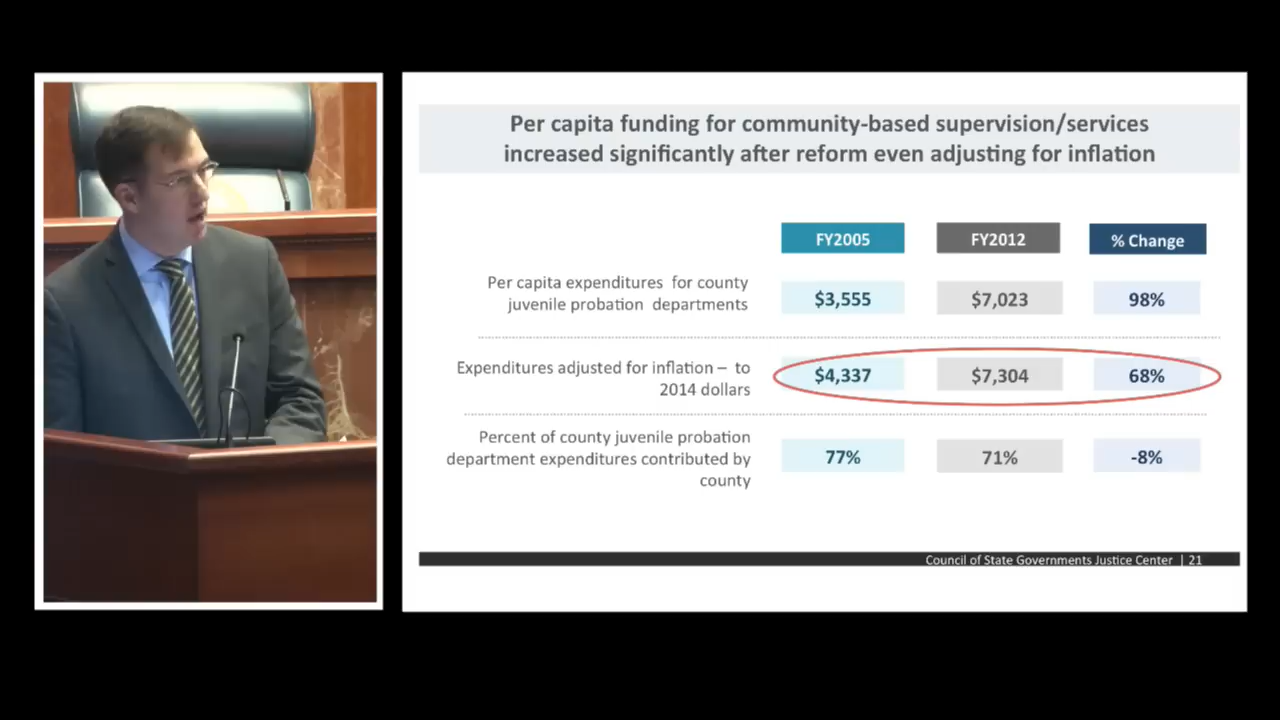 Per capita funding for community-based supervision/services
increased significantly after reform even adjusting for inflation
FY2005 FY2012 % Change
Per capita expenditures for county
juvenile probation departments
$3,555 $7,023 98%
Expenditures adjusted for inflation – to
2014 dollars
$4,337 $7,304 68%
Percent of county juvenile probation
department expenditures contributed by
county
77% 71% -8%
Council of State Governments Justice Center | 21